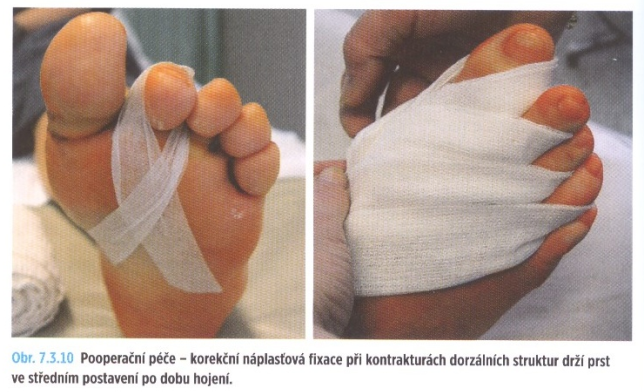 Obr. 7.3.10 Pooperační péče – korekční náplasťová fixace při kontrakturách dorzálních struktur drží prst
ve středním postavení po dobu hojení.